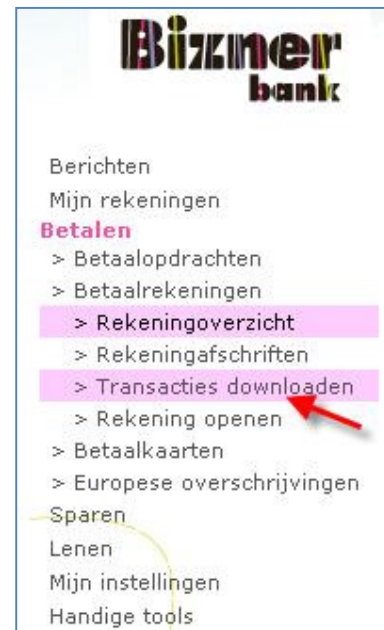 Bizner
bank
Berichten
Mijn rekeningen
Betalen
> Betaalopdrachten
> Betaalrekeningen
> Rekeningoverzicht
> Rekeningafschriften
> Transacties downloaden
> Rekening openen
> Betaalkaarten
> Europese overschrijvingen
Sparen
Lenen
Mijn instellingen
Handige tools